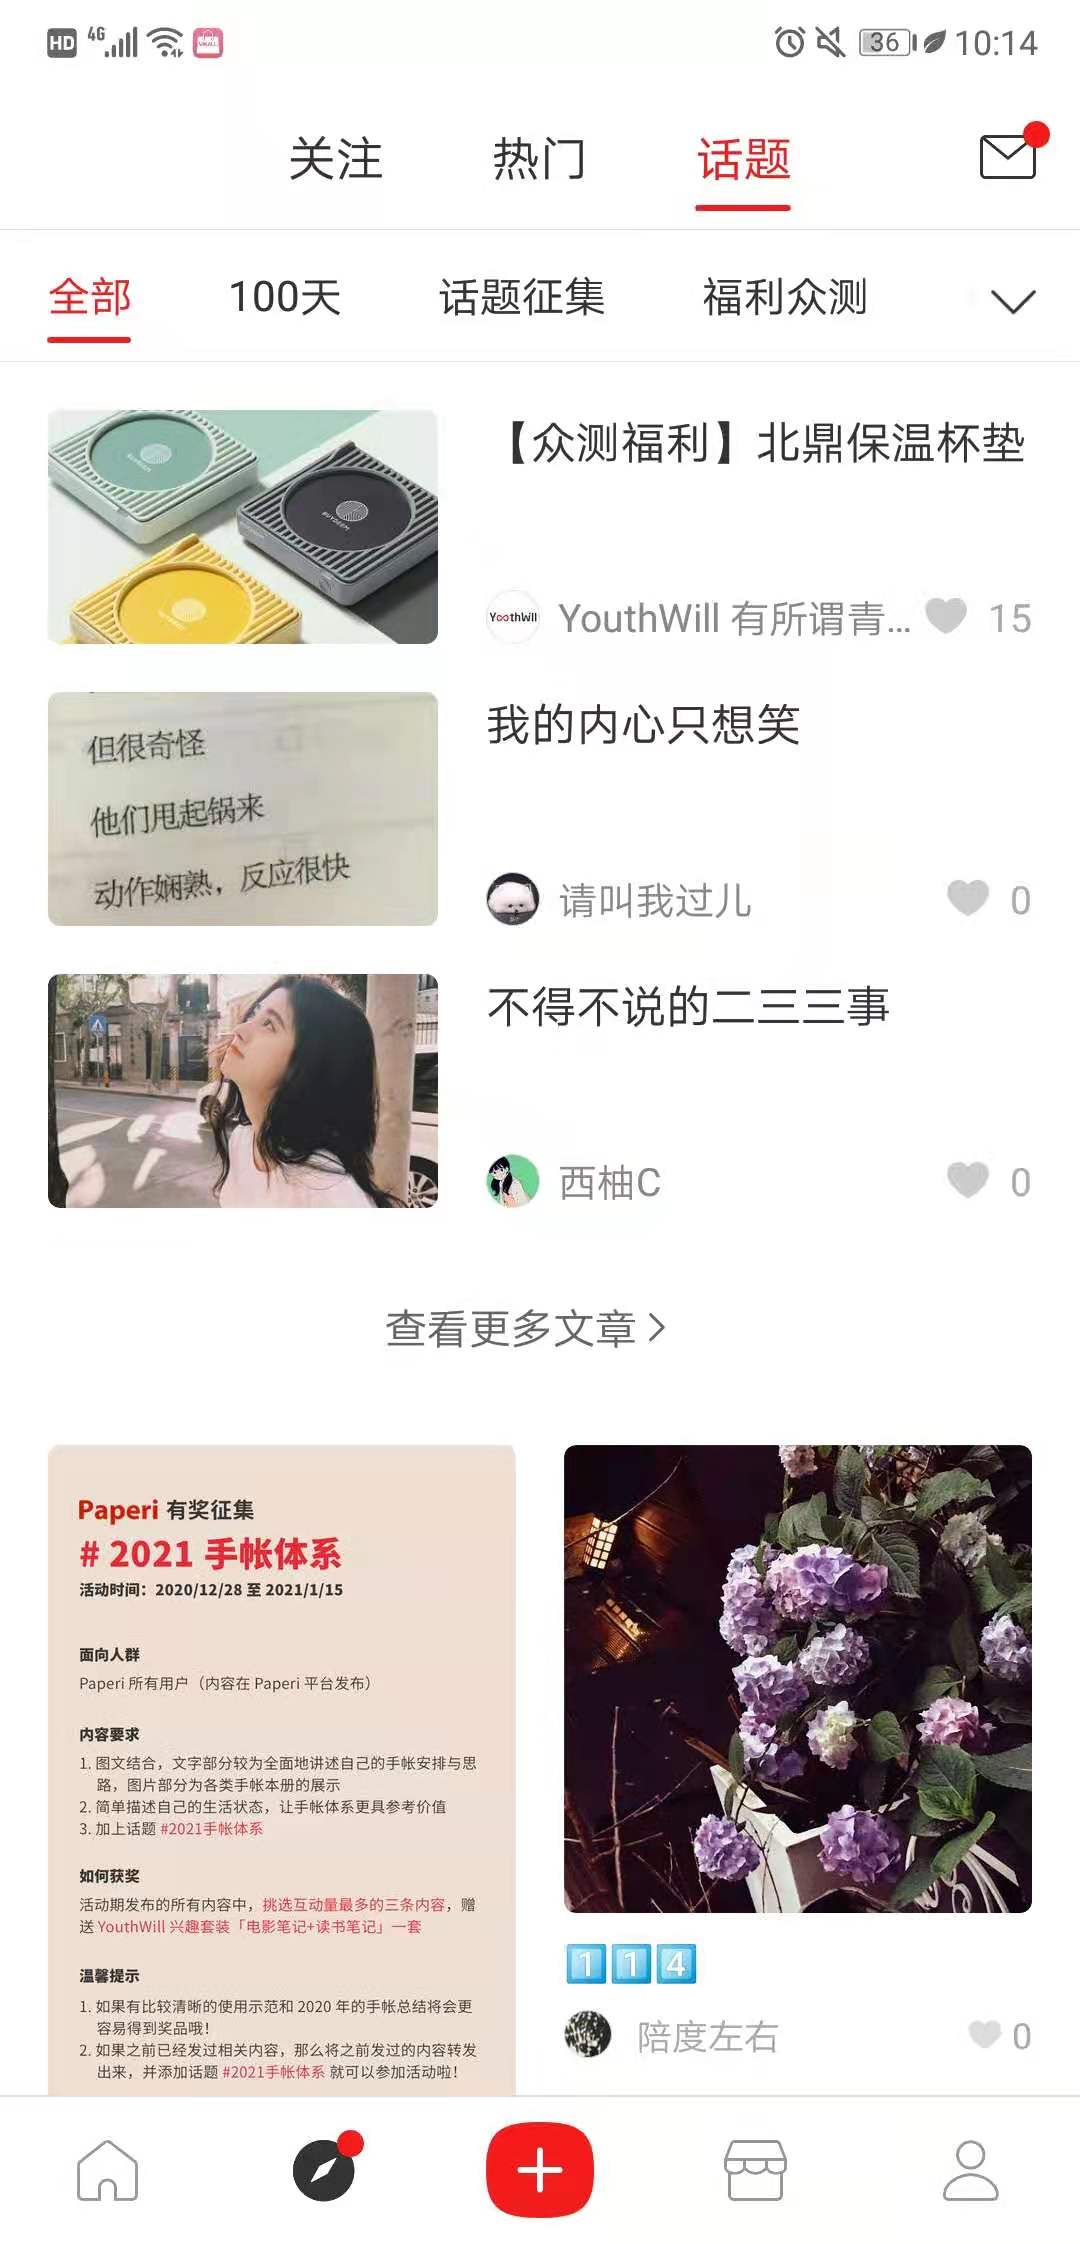 HD 4G 36 10:14
关注 热门 话题
全部 100天 话题征集 福利众测
【众测福利】北鼎保温杯垫
YouthWill YouthWill 有所谓青... 15
但很奇怪
他们甩起锅来
动作娴熟，反应很快
我的内心只想笑
请叫我过儿 0
不得不说的二三三事
西柚C 0
查看更多文章 >
Paperi 有奖征集
# 2021 手帐体系
活动时间：2020/12/28 至 2021/1/15
面向人群
Paperi 所有用户（内容在 Paperi 平台发布）
内容要求
1. 图文结合，文字部分较为全面地讲述自己的手帐安排与思
路，图片部分为各类手帐本册的展示
2. 简单描述自己的生活状态，让手帐体系更具参考价值
3. 加上话题 #2021手帐体系
如何获奖
活动期发布的所有内容中，挑选互动量最多的三条内容，赠
送 YouthWill 兴趣套装「电影笔记+读书笔记」一套
温馨提示
1. 如果有比较清晰的使用示范和 2020 年的手帐总结将会更
容易得到奖品哦！
2. 如果之前已经发过相关内容，那么将之前发过的内容转发
出来，并添加话题 #2021手帐体系 就可以参加活动啦！
1️⃣1️⃣4️⃣
陪度左右 0